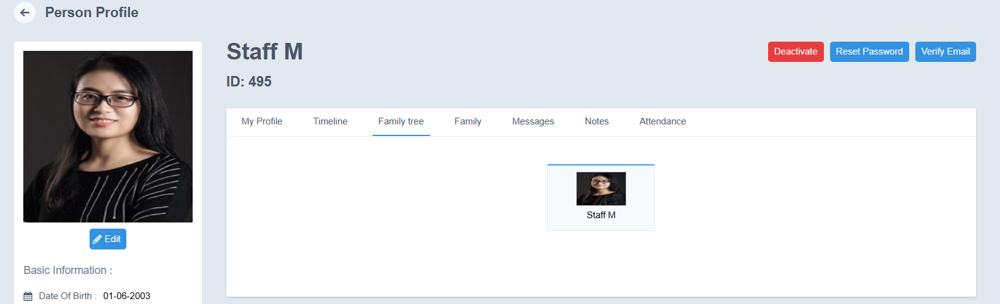 Person Profile
Staff M
Deactivate
Reset Password
Verify Email
ID: 495
My Profile
Timeline
Family tree
Family
Messages
Notes
Attendance
Staff M
Edit
Basic Information :
Date Of Birth : 01-06-2003